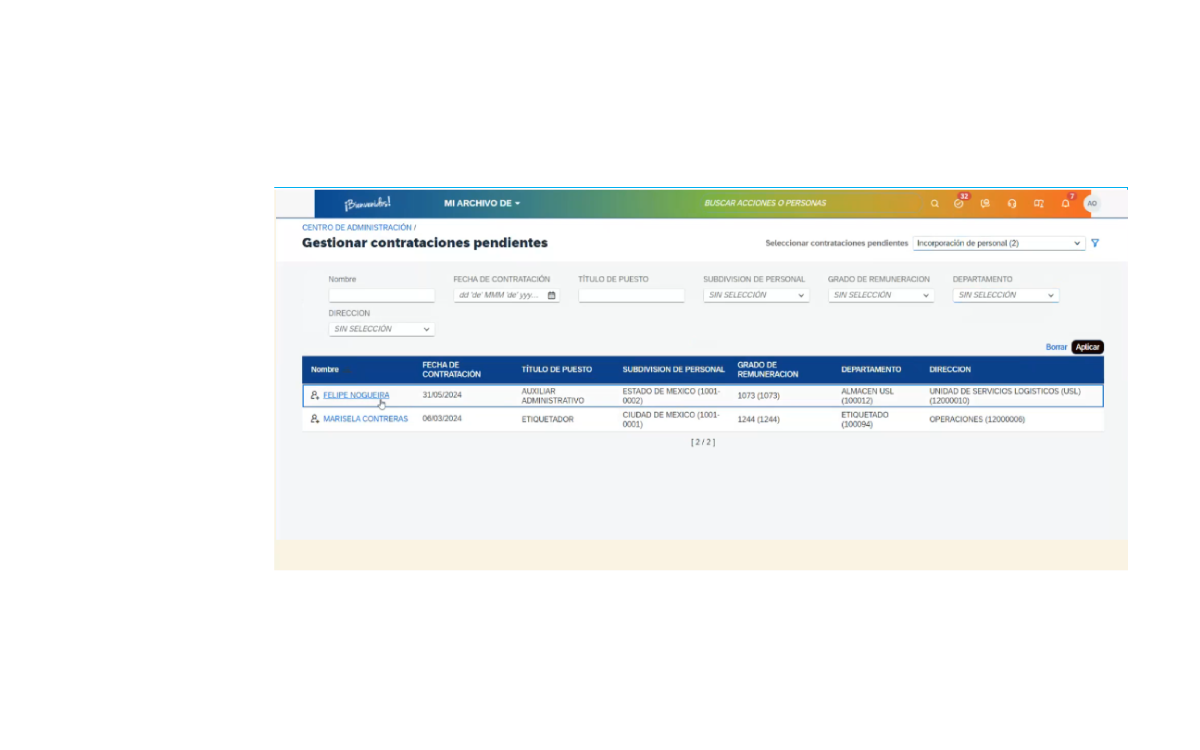 ¡Bienvenid@s!
MI ARCHIVO DE
BUSCAR ACCIONES O PERSONAS
32
7
AO
CENTRO DE ADMINISTRACIÓN /
Gestionar contrataciones pendientes
Seleccionar contrataciones pendientes
Incorporación de personal (2)
Nombre
FECHA DE CONTRATACIÓN
TÍTULO DE PUESTO
SUBDIVISION DE PERSONAL
GRADO DE REMUNERACION
DEPARTAMENTO
dd 'de' MMM 'de' yyy...
SIN SELECCIÓN
SIN SELECCIÓN
SIN SELECCIÓN
DIRECCION
SIN SELECCIÓN
Borrar
Aplicar
Nombre
FECHA DE
CONTRATACIÓN
TÍTULO DE PUESTO
SUBDIVISION DE PERSONAL
GRADO DE
REMUNERACION
DEPARTAMENTO
DIRECCION
FELIPE NOGUEIRA
31/05/2024
AUXILIAR
ADMINISTRATIVO
ESTADO DE MEXICO (1001-
0002)
1073 (1073)
ALMACEN USL
(100012)
UNIDAD DE SERVICIOS LOGISTICOS (USL)
(12000010)
MARISELA CONTRERAS
06/03/2024
ETIQUETADOR
CIUDAD DE MEXICO (1001-
0001)
1244 (1244)
ETIQUETADO
(100094)
OPERACIONES (12000006)
[ 2 / 2 ]